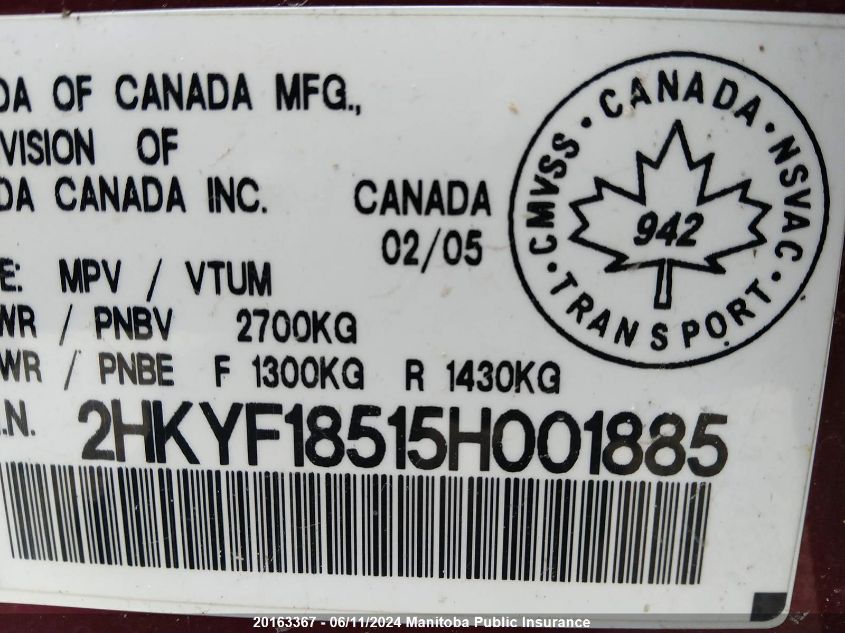 DA OF CANADA MFG.,
VISION OF
DA CANADA INC. CANADA
02/05
E: MPV / VTUM
WR / PNBV 2700KG
WR / PNBE F 1300KG R 1430KG
.N. 2HKYF18515H001885
CMVSS · CANADA · NSVAC · TRANSPORT ·
942
20163367 - 06/11/2024 Manitoba Public Insurance